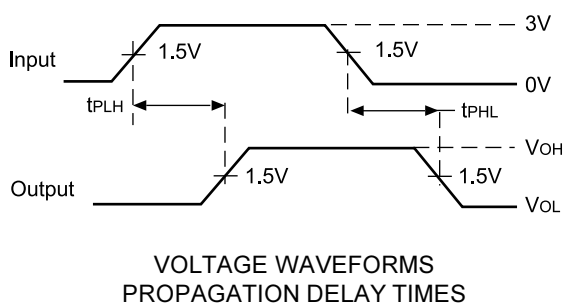 3V
Input
1.5V
1.5V
0V
tPLH
tPHL
VOH
Output
1.5V
1.5V
VOL
VOLTAGE WAVEFORMS
PROPAGATION DELAY TIMES